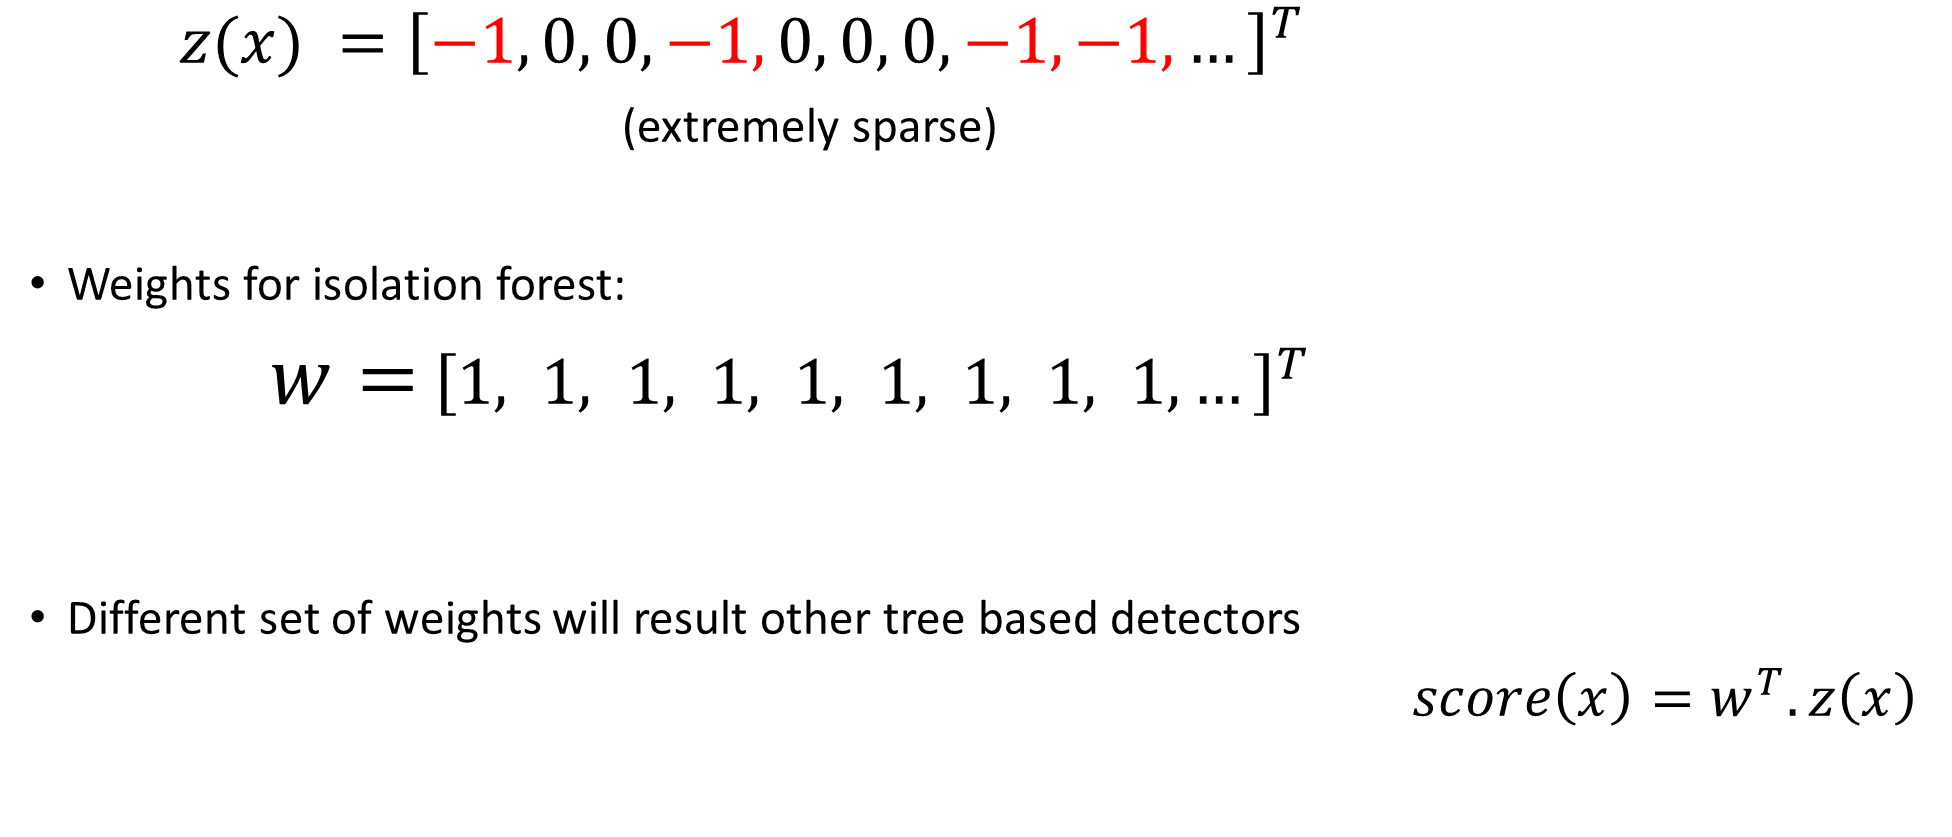 z(x) = [−1, 0, 0, −1, 0, 0, 0, −1, −1, ... ]ᵀ
(extremely sparse)
• Weights for isolation forest:
w = [1, 1, 1, 1, 1, 1, 1, 1, 1, ... ]ᵀ
• Different set of weights will result other tree based detectors
score(x) = wᵀ. z(x)